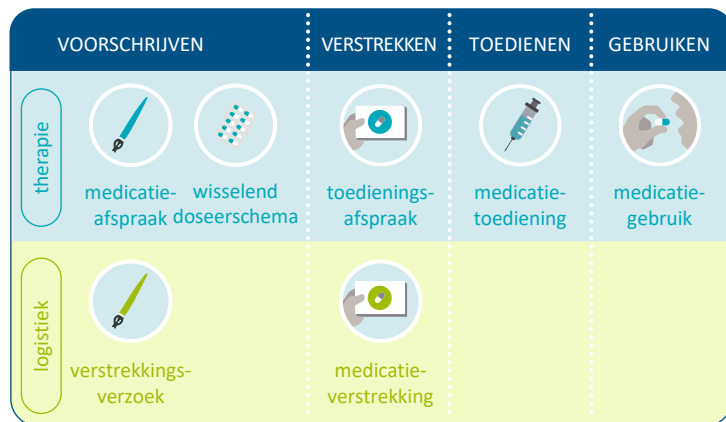 VOORSCHRIJVEN
VERSTREKKEN
TOEDIENEN
GEBRUIKEN
therapie
medicatie-
afspraak
wisselend
doseerschema
toedienings-
afspraak
medicatie-
toediening
medicatie-
gebruik
logistiek
verstrekkings-
verzoek
medicatie-
verstrekking